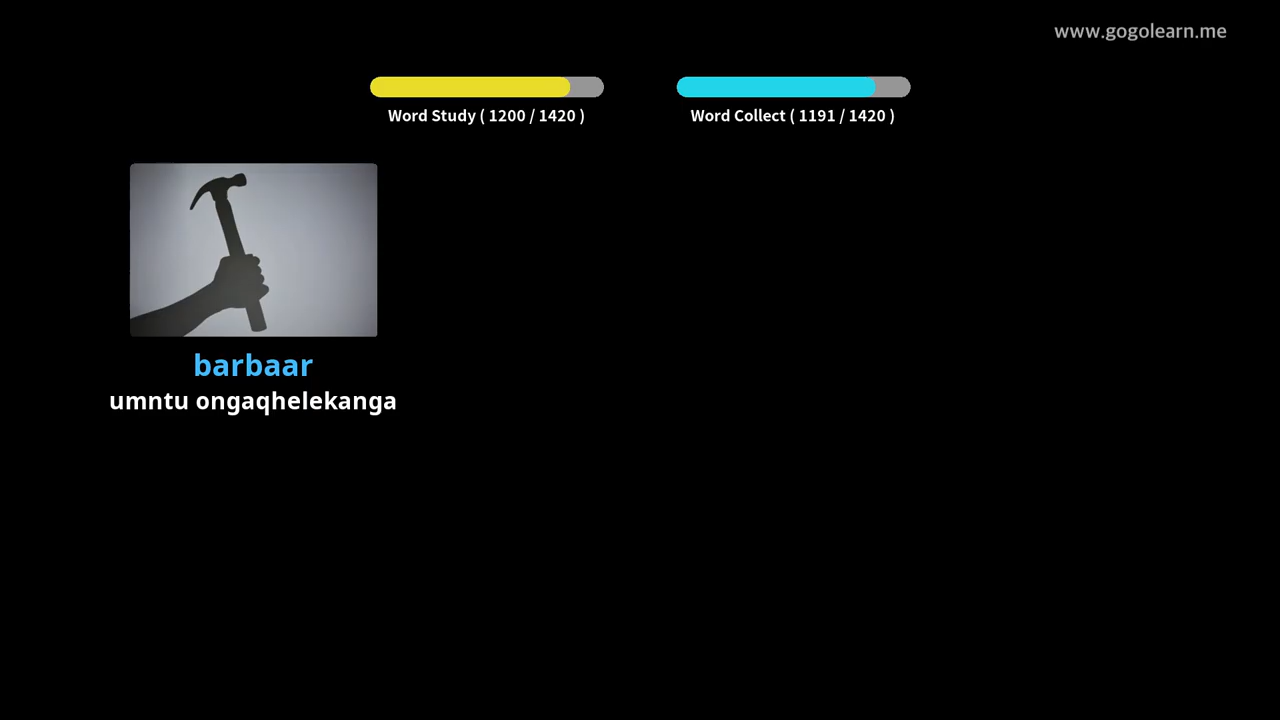 www.gogolearn.me
Word Study ( 1200 / 1420 )
Word Collect ( 1191 / 1420 )
barbaar
umntu ongaqhelekanga